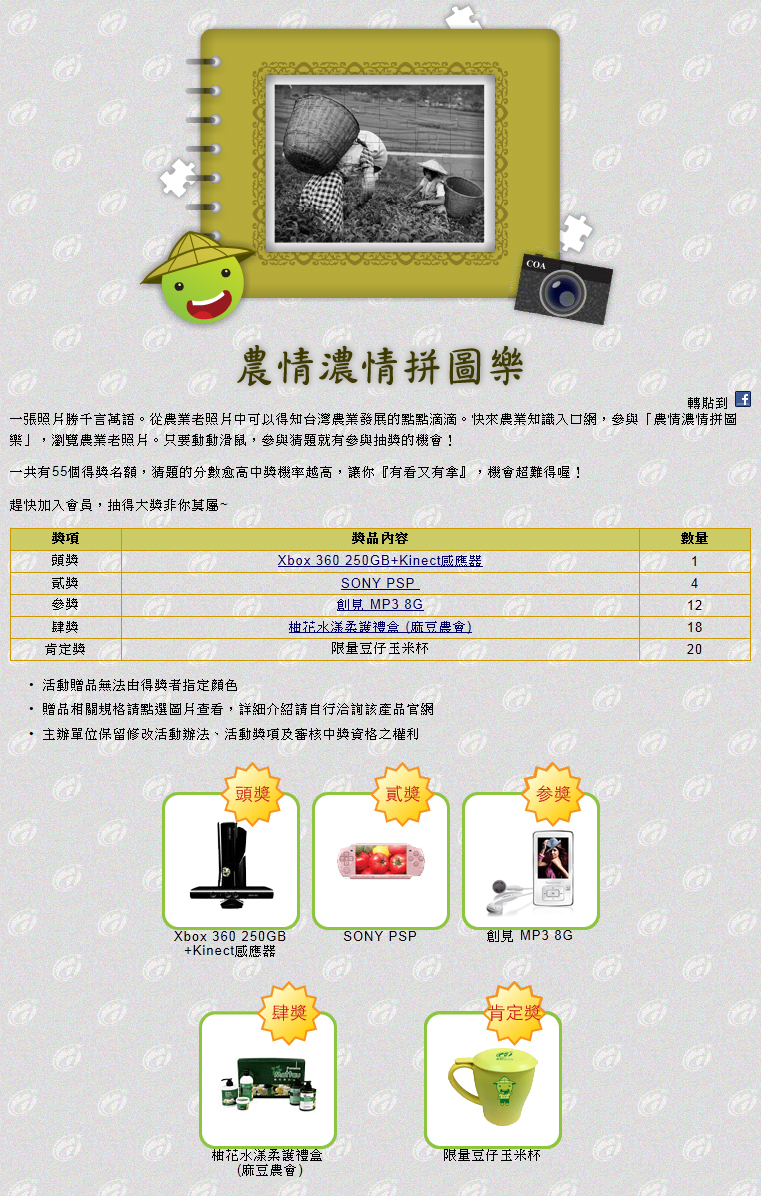 COA
農情濃情拼圖樂
轉貼到
一張照片勝千言萬語。從農業老照片中可以得知台灣農業發展的點點滴滴。快來農業知識入口網，參與「農情濃情拼圖
樂」，瀏覽農業老照片。只要動動滑鼠，參與猜題就有參與抽獎的機會！
一共有55個得獎名額，猜題的分數愈高中獎機率越高，讓你『有看又有拿』，機會超難得喔！
趕快加入會員，抽得大獎非你莫屬~
獎項 獎品內容 數量
頭獎 Xbox 360 250GB+Kinect感應器 1
貳獎 SONY PSP 4
參獎 創見 MP3 8G 12
肆獎 柚花水漾柔護禮盒 (麻豆農會) 18
肯定獎 限量豆仔玉米杯 20
• 活動贈品無法由得獎者指定顏色
• 贈品相關規格請點選圖片查看，詳細介紹請自行洽詢該產品官網
• 主辦單位保留修改活動辦法、活動獎項及審核中獎資格之權利
頭獎 貳獎 參獎
Xbox 360 250GB
+Kinect感應器
SONY PSP
創見 MP3 8G
肆獎 肯定獎
柚花水漾柔護禮盒
(麻豆農會)
限量豆仔玉米杯